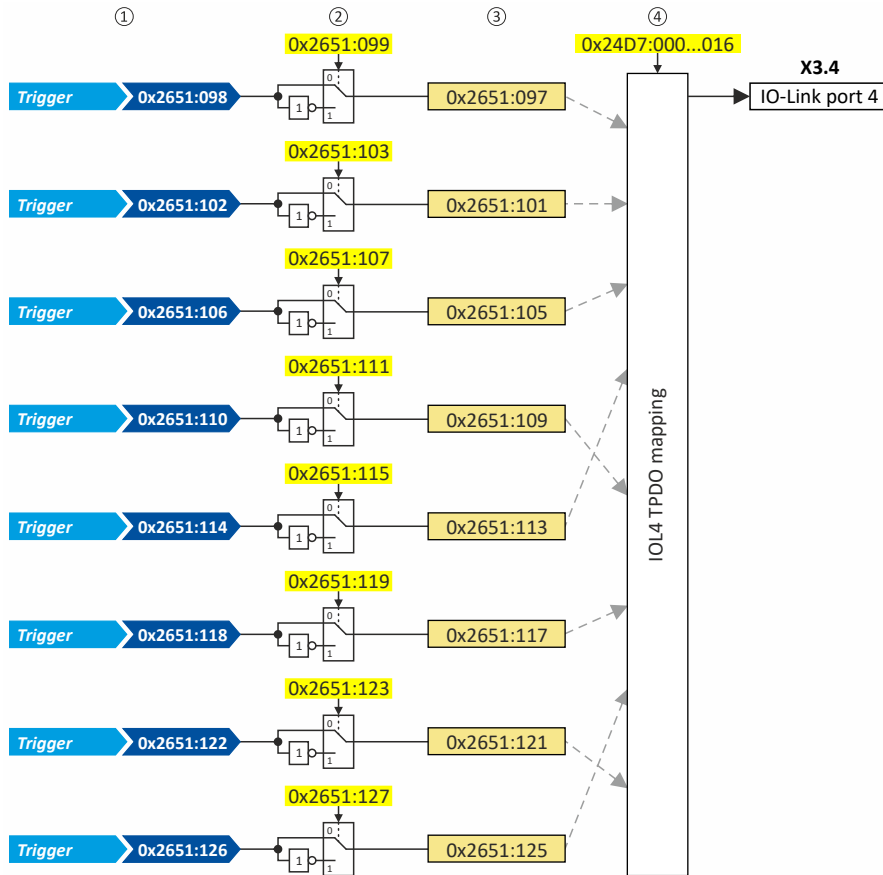 ① ② ③ ④
0x2651:099 0x24D7:000...016
X3.4
Trigger 0x2651:098 0 1 1 0x2651:097 IO-Link port 4
0x2651:103
Trigger 0x2651:102 0 1 1 0x2651:101
0x2651:107
Trigger 0x2651:106 0 1 1 0x2651:105
0x2651:111
Trigger 0x2651:110 0 1 1 0x2651:109
0x2651:115
Trigger 0x2651:114 0 1 1 0x2651:113
IOL4 TPDO mapping
0x2651:119
Trigger 0x2651:118 0 1 1 0x2651:117
0x2651:123
Trigger 0x2651:122 0 1 1 0x2651:121
0x2651:127
Trigger 0x2651:126 0 1 1 0x2651:125